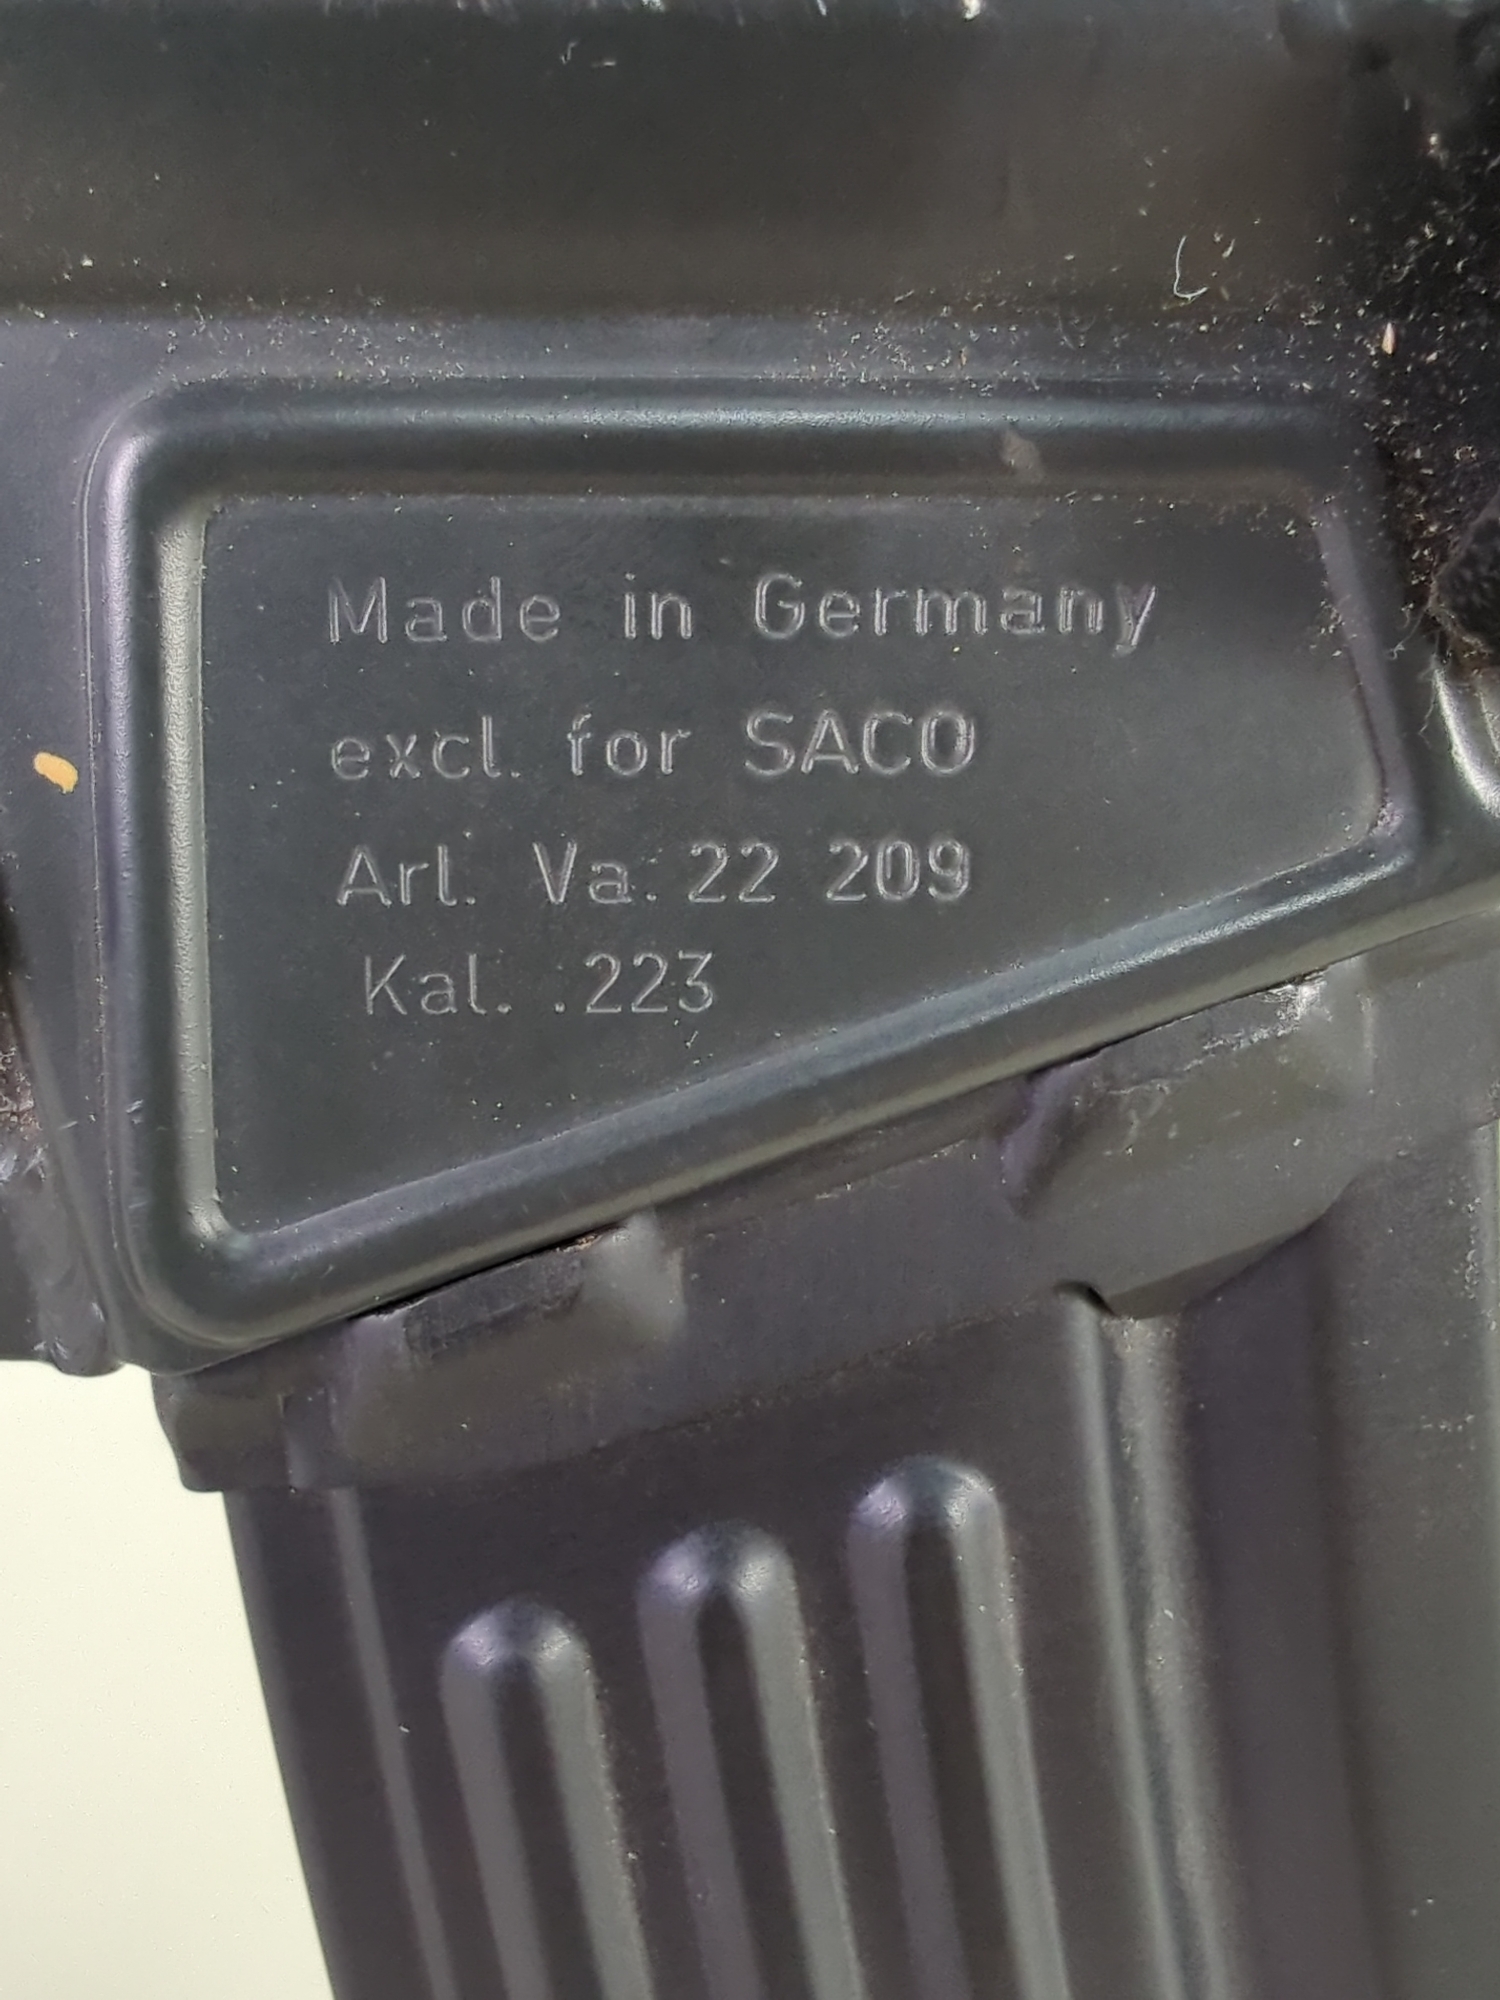 Made in Germany
excl. for SACO
Art. Va. 22 209
Kal. .223